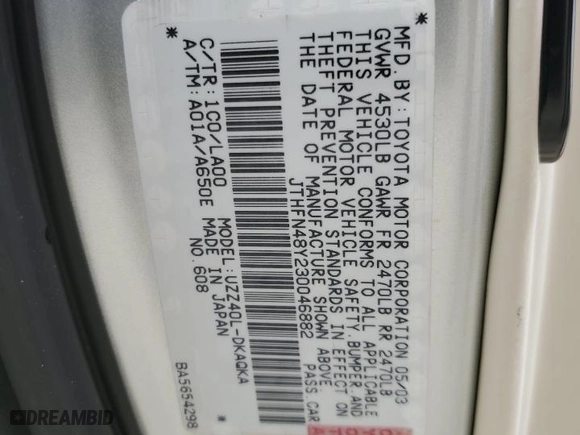 MFD. BY: TOYOTA MOTOR CORPORATION 05/03
GVWR 4530LB GAWR FR 2470LB RR 2470LB
THIS VEHICLE CONFORMS TO ALL APPLICABLE
FEDERAL MOTOR VEHICLE SAFETY, BUMPER AND
THEFT PREVENTION STANDARDS IN EFFECT ON
THE DATE OF MANUFACTURE SHOWN ABOVE
* JTHFN48Y230046882 PASS.CAR
C/TR: 1C0/LA00 MODEL: UZZ40L-DKAQKA
A/TM: A01A/A650E MADE IN JAPAN
NO. 608
BA5654298
DREAMBID